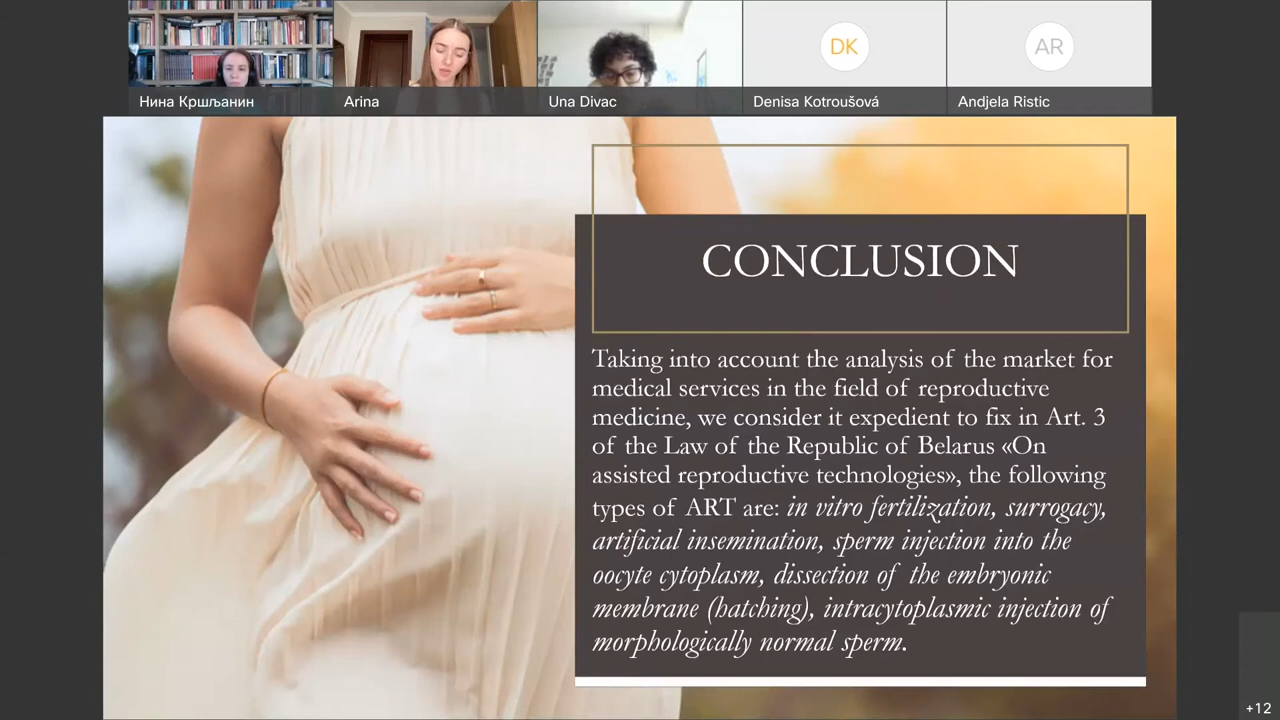 Нина Кршљанин
Arina
Una Divac
DK
Denisa Kotroušová
AR
Andjela Ristic
CONCLUSION
Taking into account the analysis of the market for
medical services in the field of reproductive
medicine, we consider it expedient to fix in Art. 3
of the Law of the Republic of Belarus «On
assisted reproductive technologies», the following
types of ART are: in vitro fertilization, surrogacy,
artificial insemination, sperm injection into the
oocyte cytoplasm, dissection of the embryonic
membrane (hatching), intracytoplasmic injection of
morphologically normal sperm.
+12